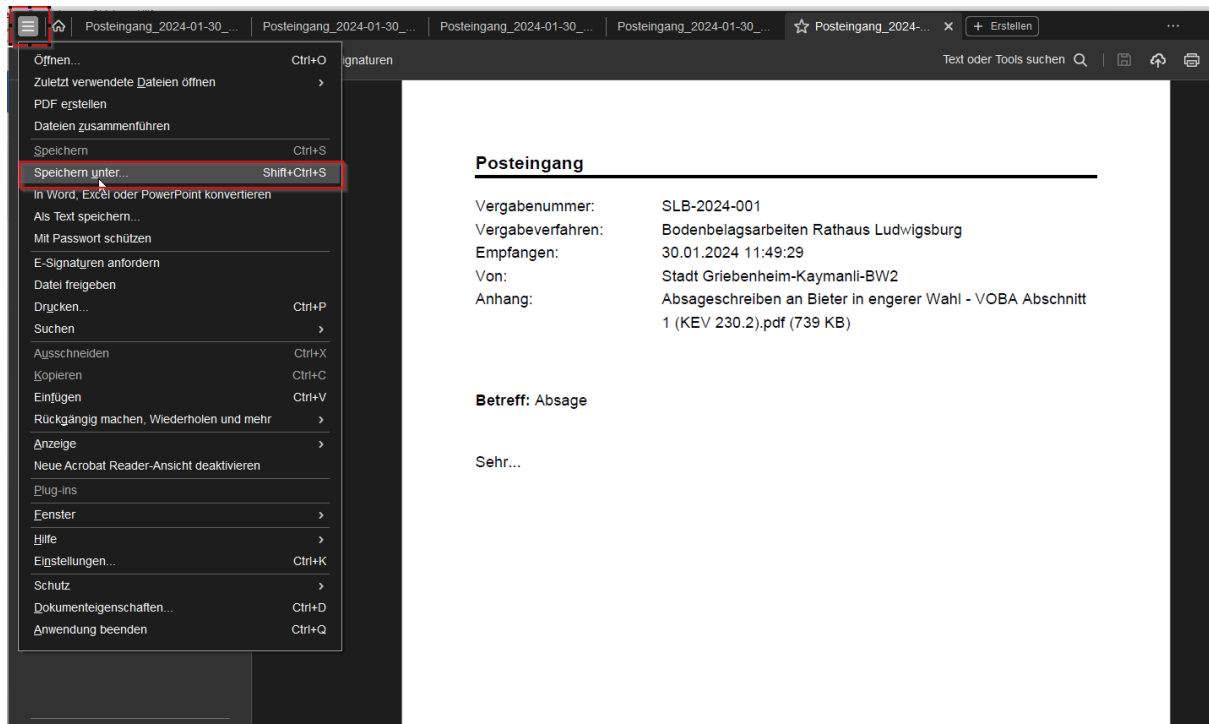 Posteingang_2024-01-30_... Posteingang_2024-01-30_... Posteingang_2024-01-30_... Posteingang_2024-01-30_... Posteingang_2024-... + Erstellen ...
ignaturen Text oder Tools suchen
Öffnen... Ctrl+O
Zuletzt verwendete Dateien öffnen
PDF erstellen
Dateien zusammenführen
Speichern Ctrl+S
Speichern unter... Shift+Ctrl+S
In Word, Excel oder PowerPoint konvertieren
Als Text speichern...
Mit Passwort schützen
E-Signaturen anfordern
Datei freigeben
Drucken... Ctrl+P
Suchen
Ausschneiden Ctrl+X
Kopieren Ctrl+C
Einfügen Ctrl+V
Rückgängig machen, Wiederholen und mehr
Anzeige
Neue Acrobat Reader-Ansicht deaktivieren
Plug-ins
Fenster
Hilfe
Einstellungen... Ctrl+K
Schutz
Dokumenteigenschaften... Ctrl+D
Anwendung beenden Ctrl+Q
Posteingang
Vergabenummer: SLB-2024-001
Vergabeverfahren: Bodenbelagsarbeiten Rathaus Ludwigsburg
Empfangen: 30.01.2024 11:49:29
Von: Stadt Griebenheim-Kaymanli-BW2
Anhang: Absageschreiben an Bieter in engerer Wahl - VOBA Abschnitt
1 (KEV 230.2).pdf (739 KB)
Betreff: Absage
Sehr...